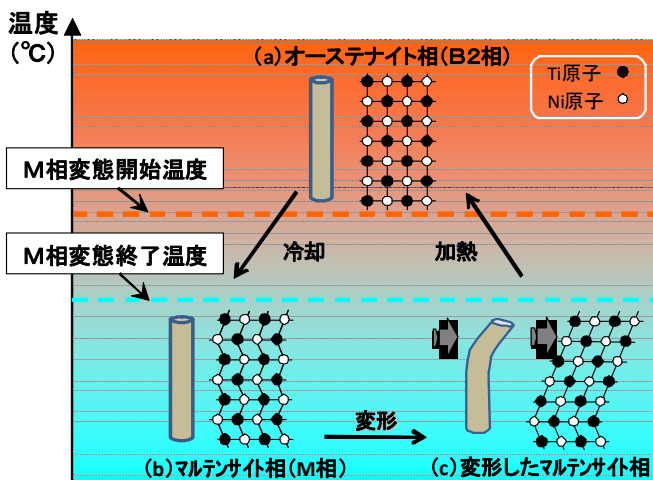 温度
(℃)
(a)オーステナイト相(B2相)
Ti原子
Ni原子
M相変態開始温度
M相変態終了温度
冷却
加熱
変形
(b)マルテンサイト相(M相)
(c)変形したマルテンサイト相